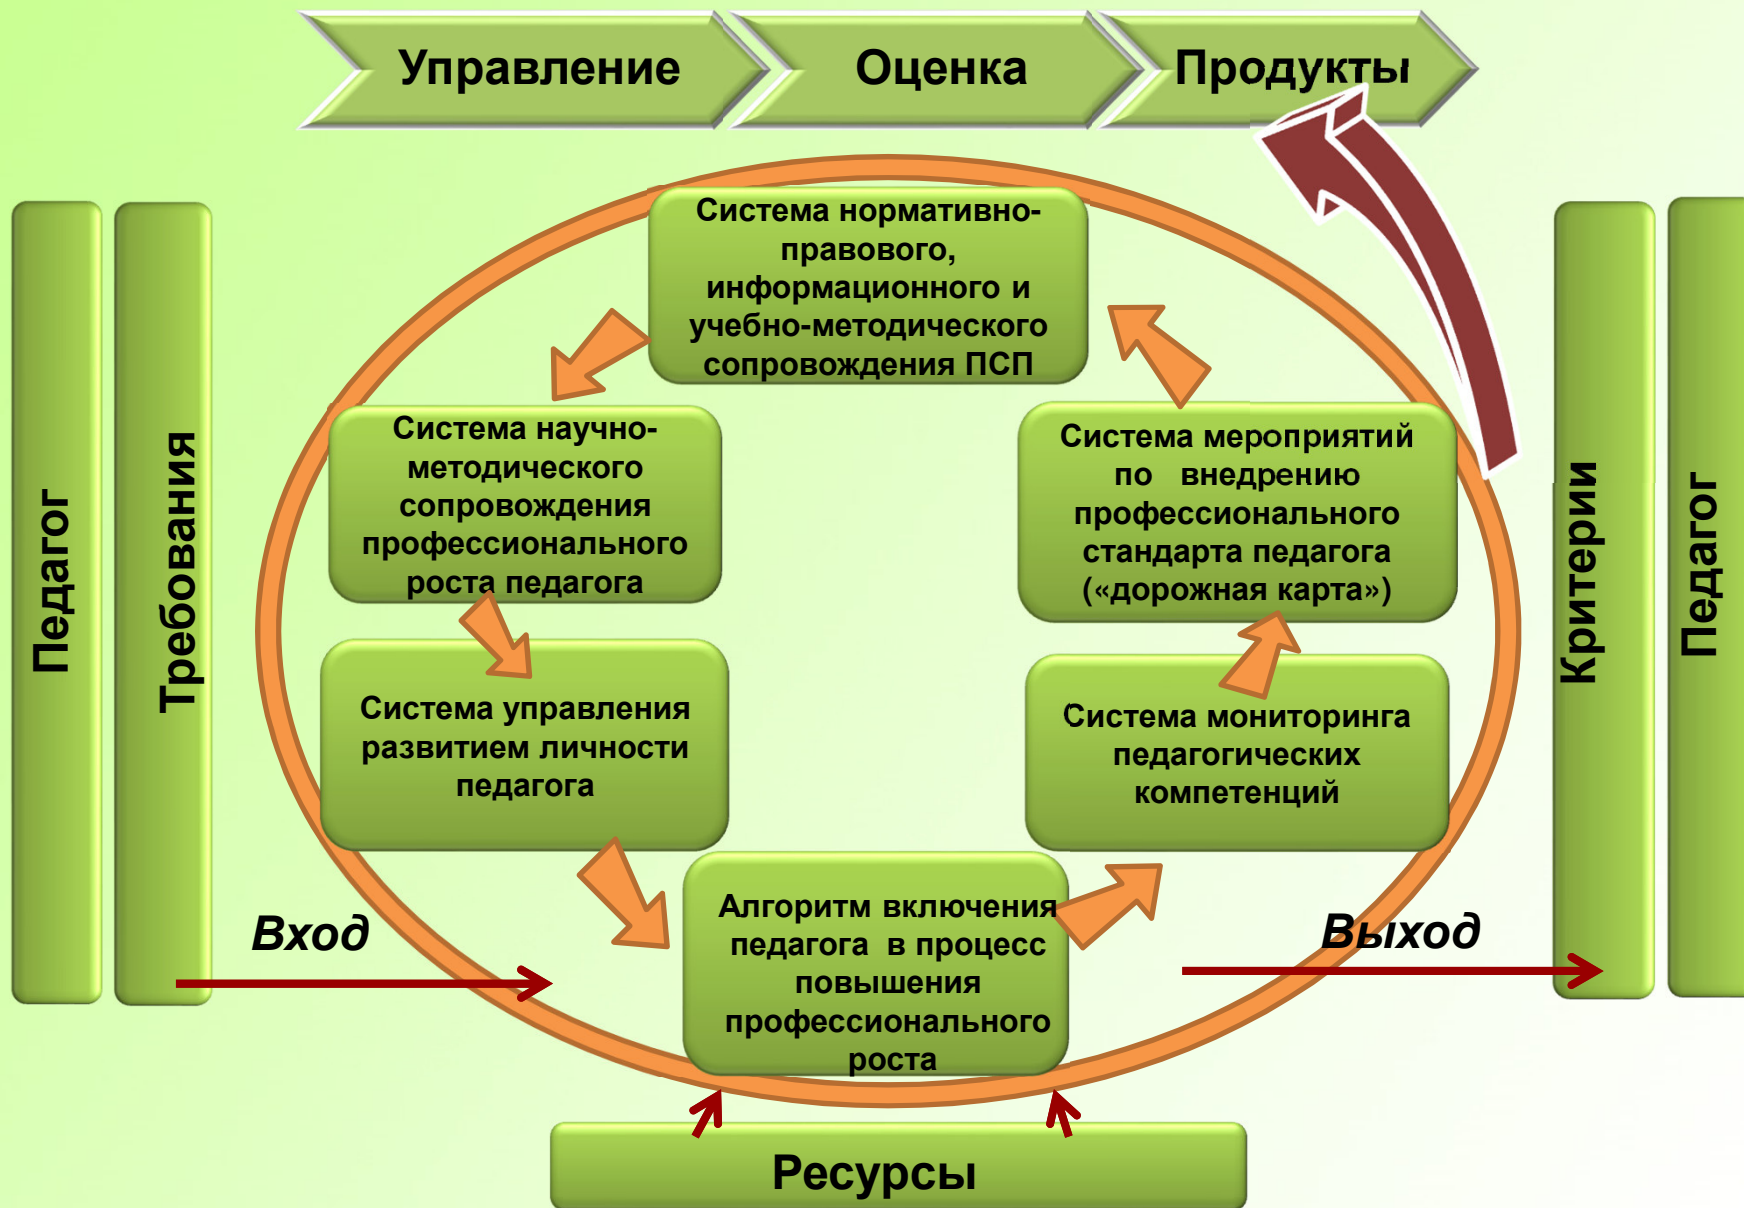 Управление
Оценка
Продукты
Педагог
Требования
Система нормативно-
правового,
информационного и
учебно-методического
сопровождения ПСП
Система научно-
методического
сопровождения
профессионального
роста педагога
Система мероприятий
по внедрению
профессионального
стандарта педагога
(«дорожная карта»)
Система управления
развитием личности
педагога
Система мониторинга
педагогических
компетенций
Алгоритм включения
педагога в процесс
повышения
профессионального
роста
Вход
Выход
Критерии
Педагог
Ресурсы